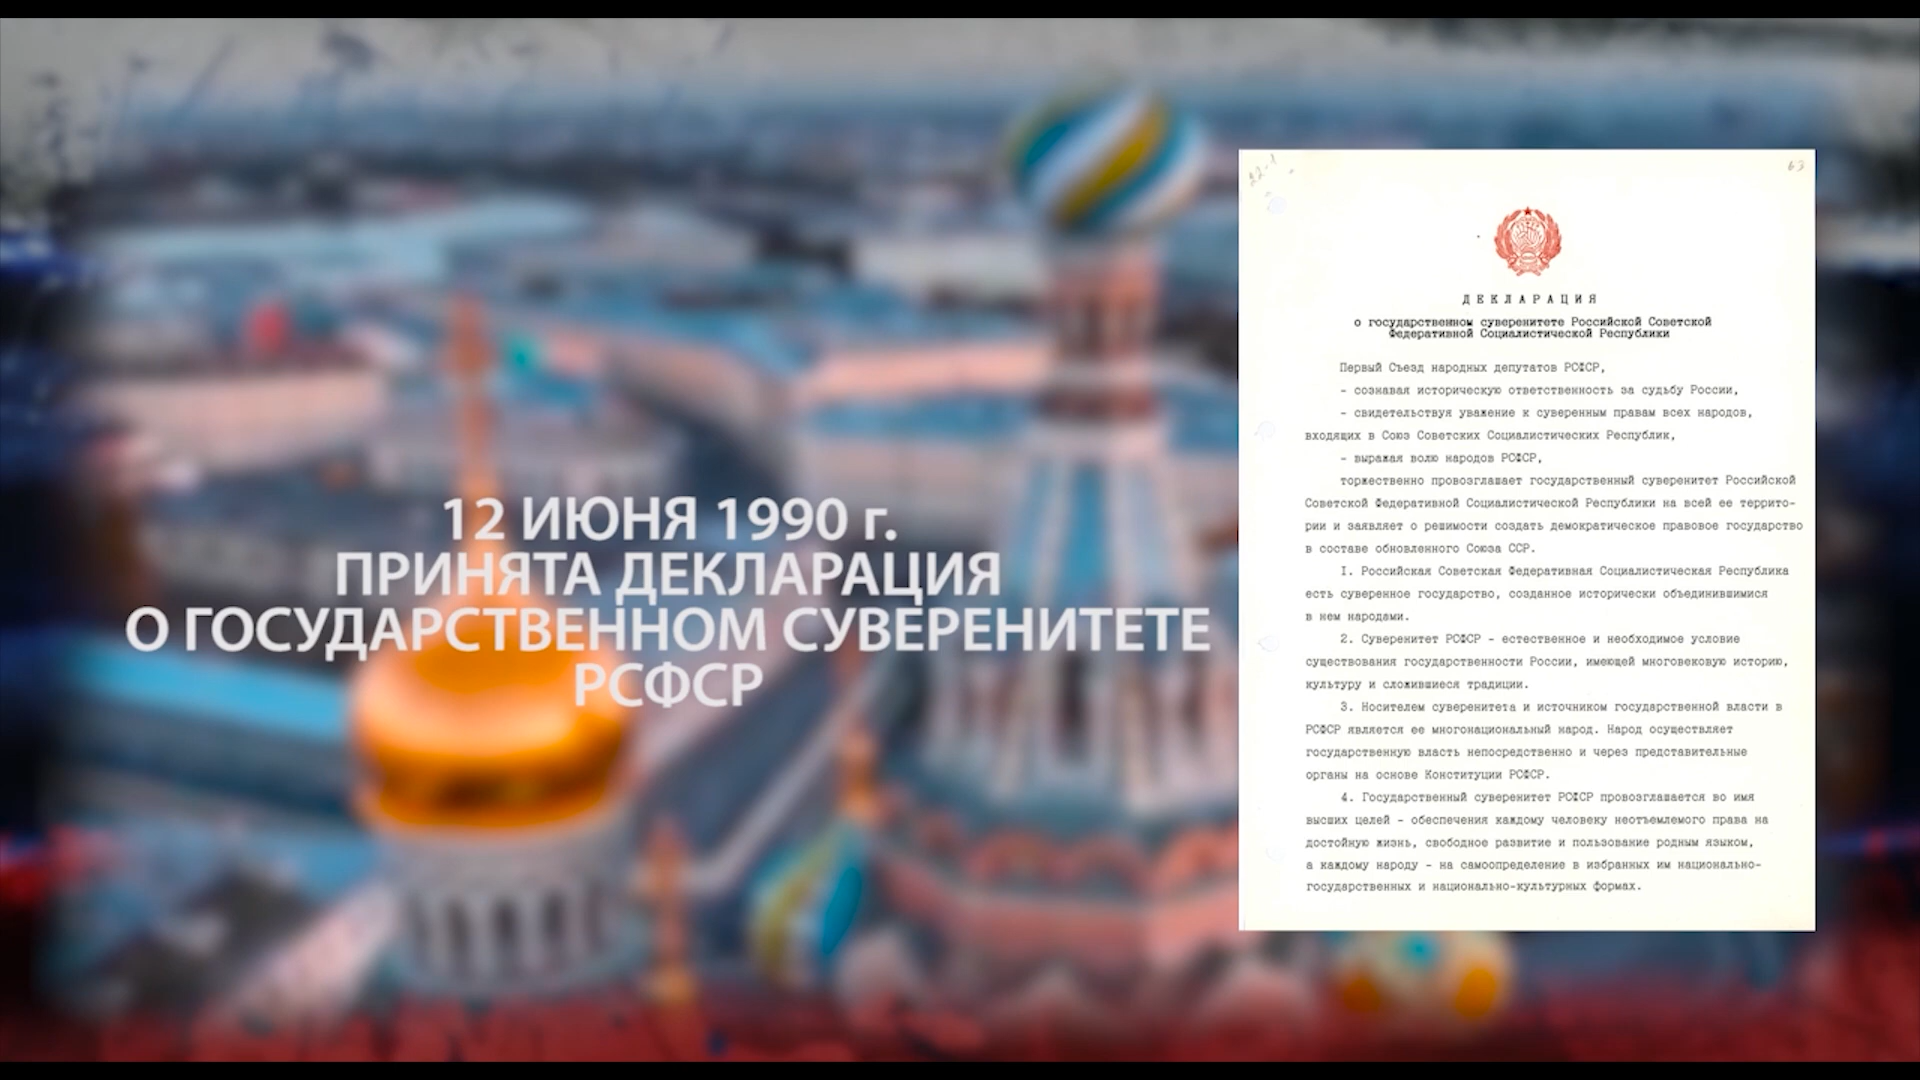 12 ИЮНЯ 1990 г.
ПРИНЯТА ДЕКЛАРАЦИЯ
О ГОСУДАРСТВЕННОМ СУВЕРЕНИТЕТЕ
РСФСР
63
ДЕКЛАРАЦИЯ
о государственном суверенитете Российской Советской
Федеративной Социалистической Республики
Первый Съезд народных депутатов РСФСР,
- сознавая историческую ответственность за судьбу России,
- свидетельствуя уважение к суверенным правам всех народов,
входящих в Союз Советских Социалистических Республик,
- выражая волю народов РСФСР,
торжественно провозглашает государственный суверенитет Российской
Советской Федеративной Социалистической Республики на всей ее террито-
рии и заявляет о решимости создать демократическое правовое государство
в составе обновленного Союза ССР.
I. Российская Советская Федеративная Социалистическая Республика
есть суверенное государство, созданное исторически объединившимися
в нем народами.
2. Суверенитет РСФСР - естественное и необходимое условие
существования государственности России, имеющей многовековую историю,
культуру и сложившиеся традиции.
3. Носителем суверенитета и источником государственной власти в
РСФСР является ее многонациональный народ. Народ осуществляет
государственную власть непосредственно и через представительные
органы на основе Конституции РСФСР.
4. Государственный суверенитет РСФСР провозглашается во имя
высших целей - обеспечения каждому человеку неотъемлемого права на
достойную жизнь, свободное развитие и пользование родным языком,
а каждому народу - на самоопределение в избранных им национально-
государственных и национально-культурных формах.